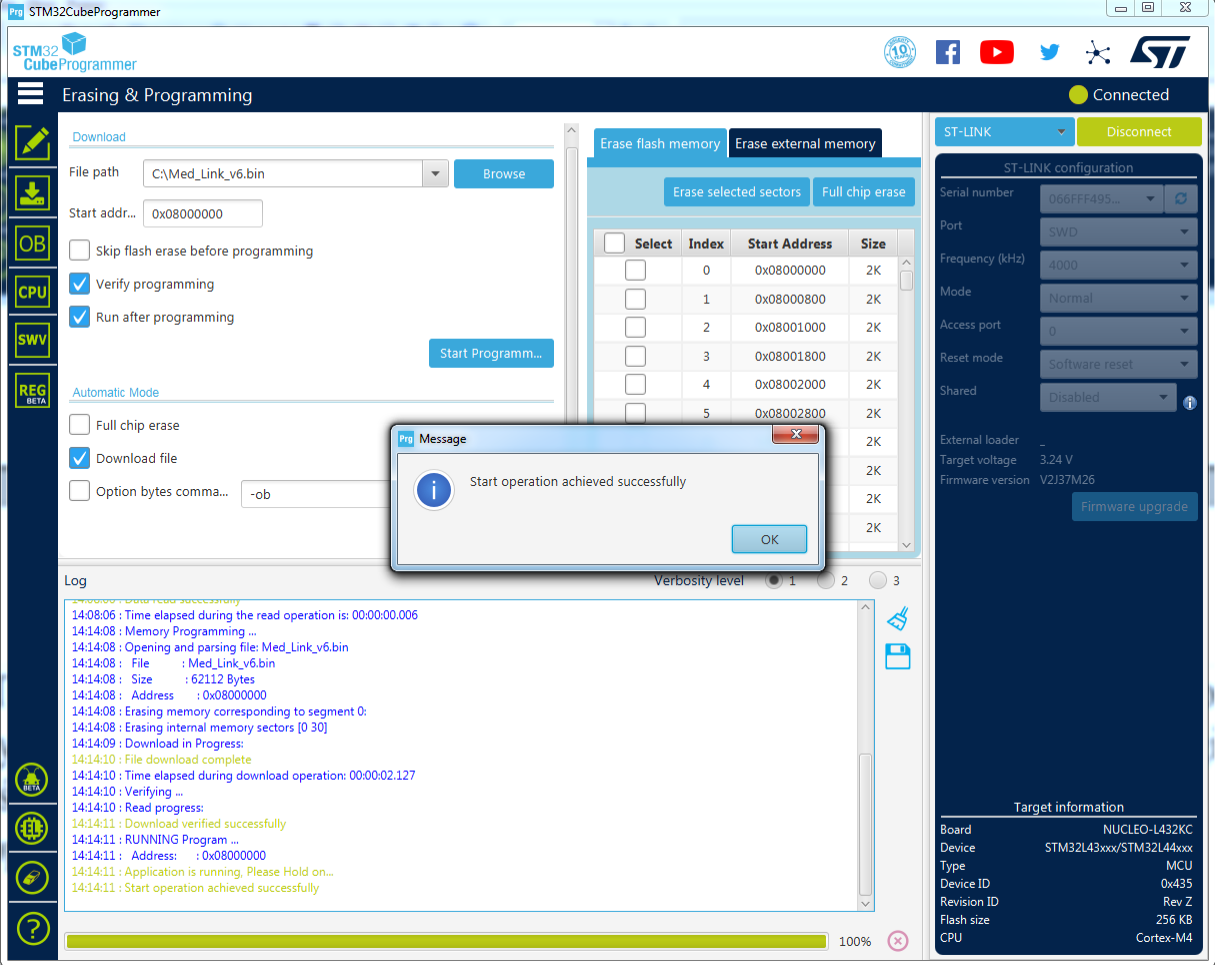 Prg STM32CubeProgrammer
STM32
CubeProgrammer
10
Erasing & Programming
Connected
Download
File path C:\Med_Link_v6.bin Browse
Start addr... 0x08000000
Skip flash erase before programming
Verify programming
Run after programming
Start Programm...
Automatic Mode
Full chip erase
Download file
Option bytes comma... -ob
OB
CPU
SWV
REG
BETA
BETA
Erase flash memory Erase external memory
Erase selected sectors Full chip erase
Select Index Start Address Size
0 0x08000000 2K
1 0x08000800 2K
2 0x08001000 2K
3 0x08001800 2K
4 0x08002000 2K
5 0x08002800 2K
2K
2K
2K
2K
Prg Message
Start operation achieved successfully
OK
Log Verbosity level 1 2 3
14:08:06 : Data read successfully
14:08:06 : Time elapsed during the read operation is: 00:00:00.006
14:14:08 : Memory Programming ...
14:14:08 : Opening and parsing file: Med_Link_v6.bin
14:14:08 : File : Med_Link_v6.bin
14:14:08 : Size : 62112 Bytes
14:14:08 : Address : 0x08000000
14:14:08 : Erasing memory corresponding to segment 0:
14:14:08 : Erasing internal memory sectors [0 30]
14:14:09 : Download in Progress:
14:14:10 : File download complete
14:14:10 : Time elapsed during download operation: 00:00:02.127
14:14:10 : Verifying ...
14:14:10 : Read progress:
14:14:11 : Download verified successfully
14:14:11 : RUNNING Program ...
14:14:11 : Address: : 0x08000000
14:14:11 : Application is running, Please Hold on...
14:14:11 : Start operation achieved successfully
100%
ST-LINK Disconnect
ST-LINK configuration
Serial number 066FFF495...
Port SWD
Frequency (kHz) 4000
Mode Normal
Access port 0
Reset mode Software reset
Shared Disabled
External loader _
Target voltage 3.24 V
Firmware version V2J37M26
Firmware upgrade
Target information
Board NUCLEO-L432KC
Device STM32L43xxx/STM32L44xxx
Type MCU
Device ID 0x435
Revision ID Rev Z
Flash size 256 KB
CPU Cortex-M4